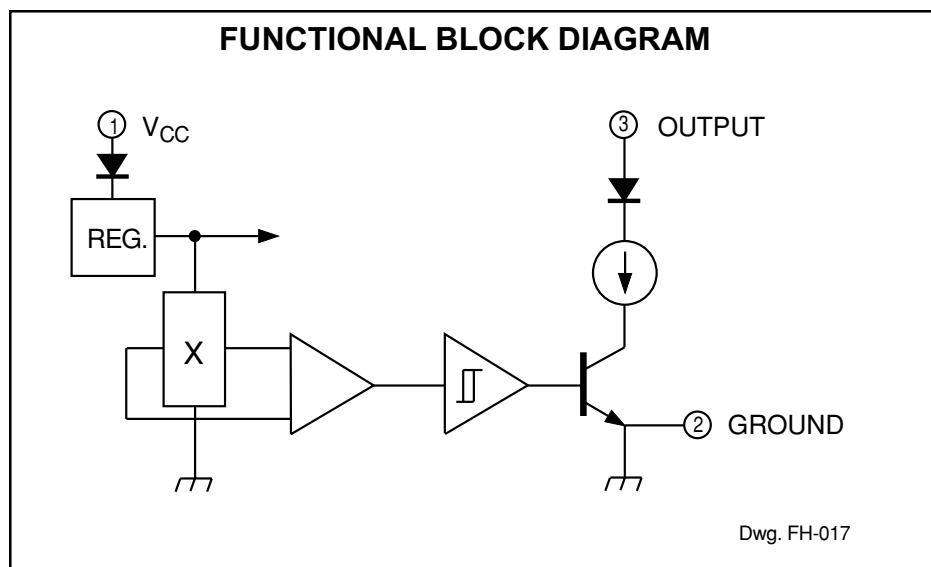 FUNCTIONAL BLOCK DIAGRAM
1 VCC
3 OUTPUT
REG.
X
2 GROUND
Dwg. FH-017